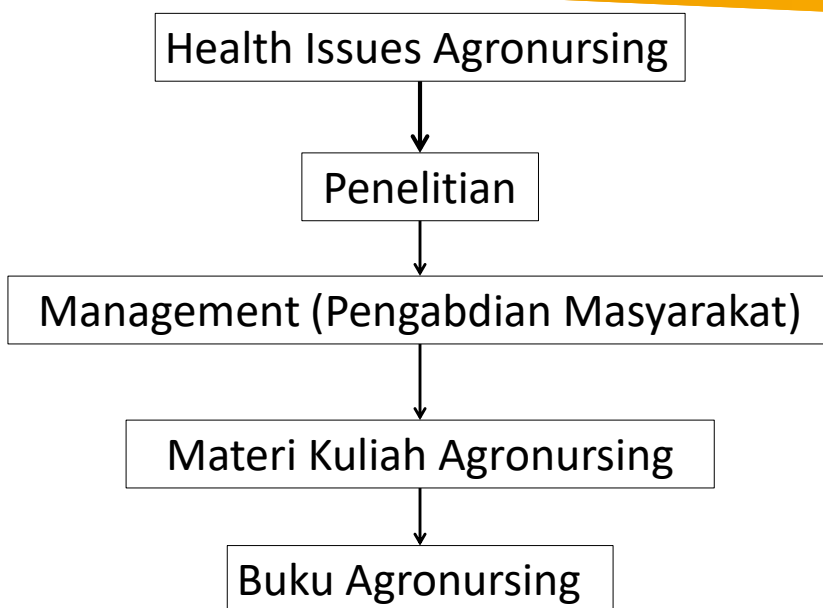 Health Issues Agronursing
Penelitian
Management (Pengabdian Masyarakat)
Materi Kuliah Agronursing
Buku Agronursing